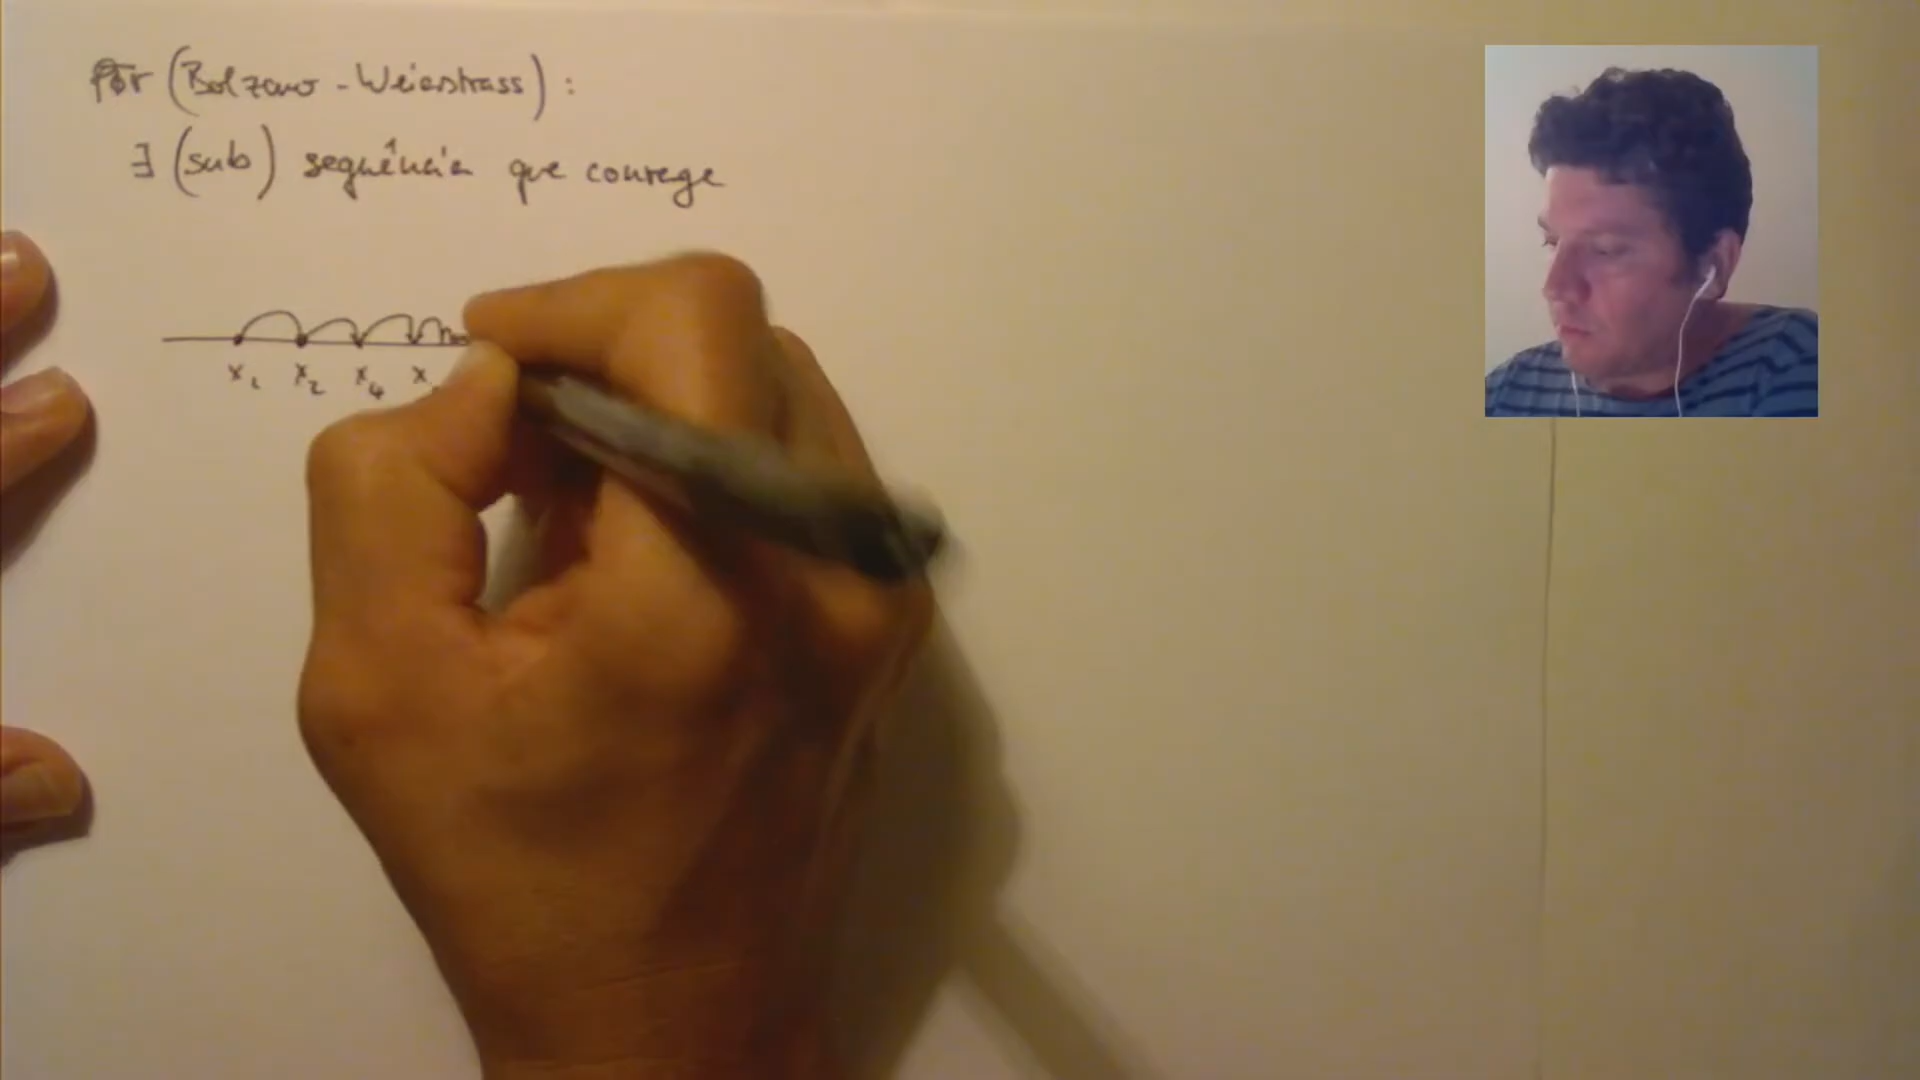 Por (Bolzano - Weierstrass) :
∃ (sub) sequência que converge
x₁ x₂ x₄ x